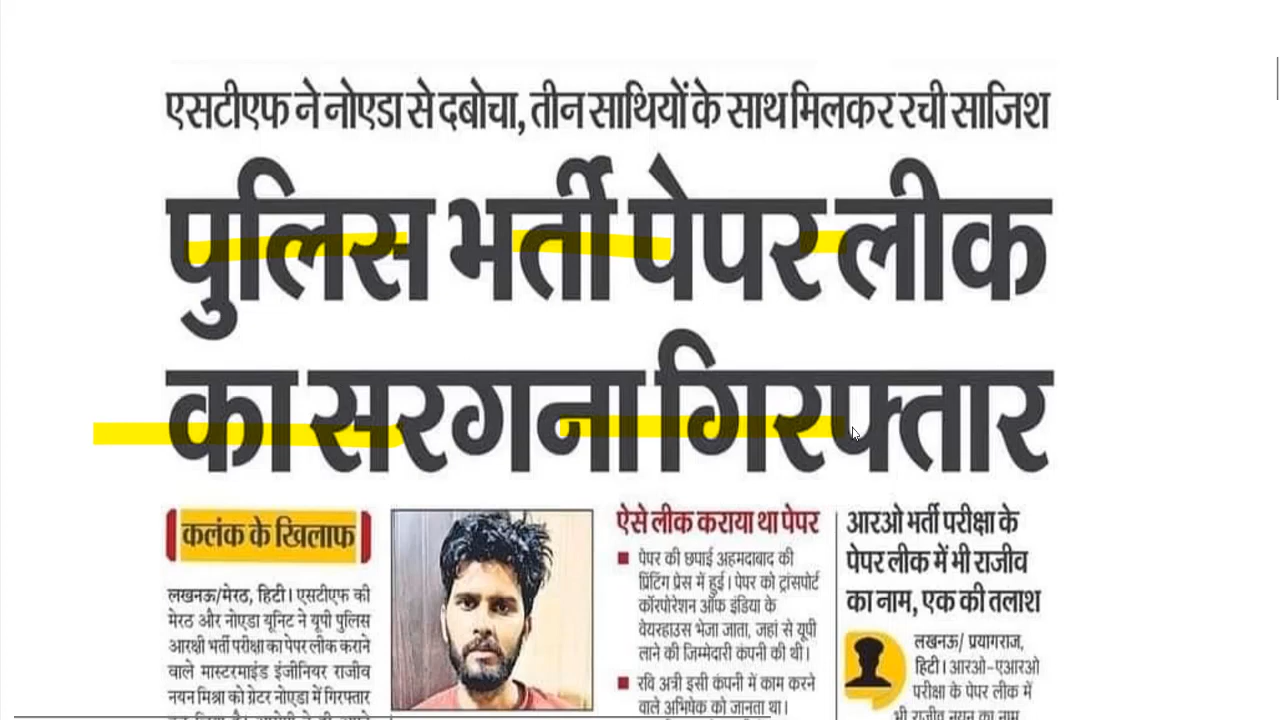 एसटीएफ ने नोएडा से दबोचा, तीन साथियों के साथ मिलकर रची साजिश
पुलिस भर्ती पेपर लीक
का सरगना गिरफ्तार
कलंक के खिलाफ
लखनऊ/मेरठ, हिटी। एसटीएफ की
मेरठ और नोएडा यूनिट ने यूपी पुलिस
आरक्षी भर्ती परीक्षा का पेपर लीक कराने
वाले मास्टरमाइंड इंजीनियर राजीव
नयन मिश्रा को ग्रेटर नोएडा में गिरफ्तार
ऐसे लीक कराया था पेपर
■ पेपर की छपाई अहमदाबाद की
प्रिंटिंग प्रेस में हुई। पेपर को ट्रांसपोर्ट
कॉरपोरेशन ऑफ इंडिया के
वेयरहाउस भेजा जाता, जहां से यूपी
लाने की जिम्मेदारी कंपनी की थी।
■ रवि अत्री इसी कंपनी में काम करने
वाले अभिषेक को जानता था।
आरओ भर्ती परीक्षा के
पेपर लीक में भी राजीव
का नाम, एक की तलाश
लखनऊ/ प्रयागराज,
हिटी। आरओ-एआरओ
परीक्षा के पेपर लीक में
भी राजीव नयन का नाम